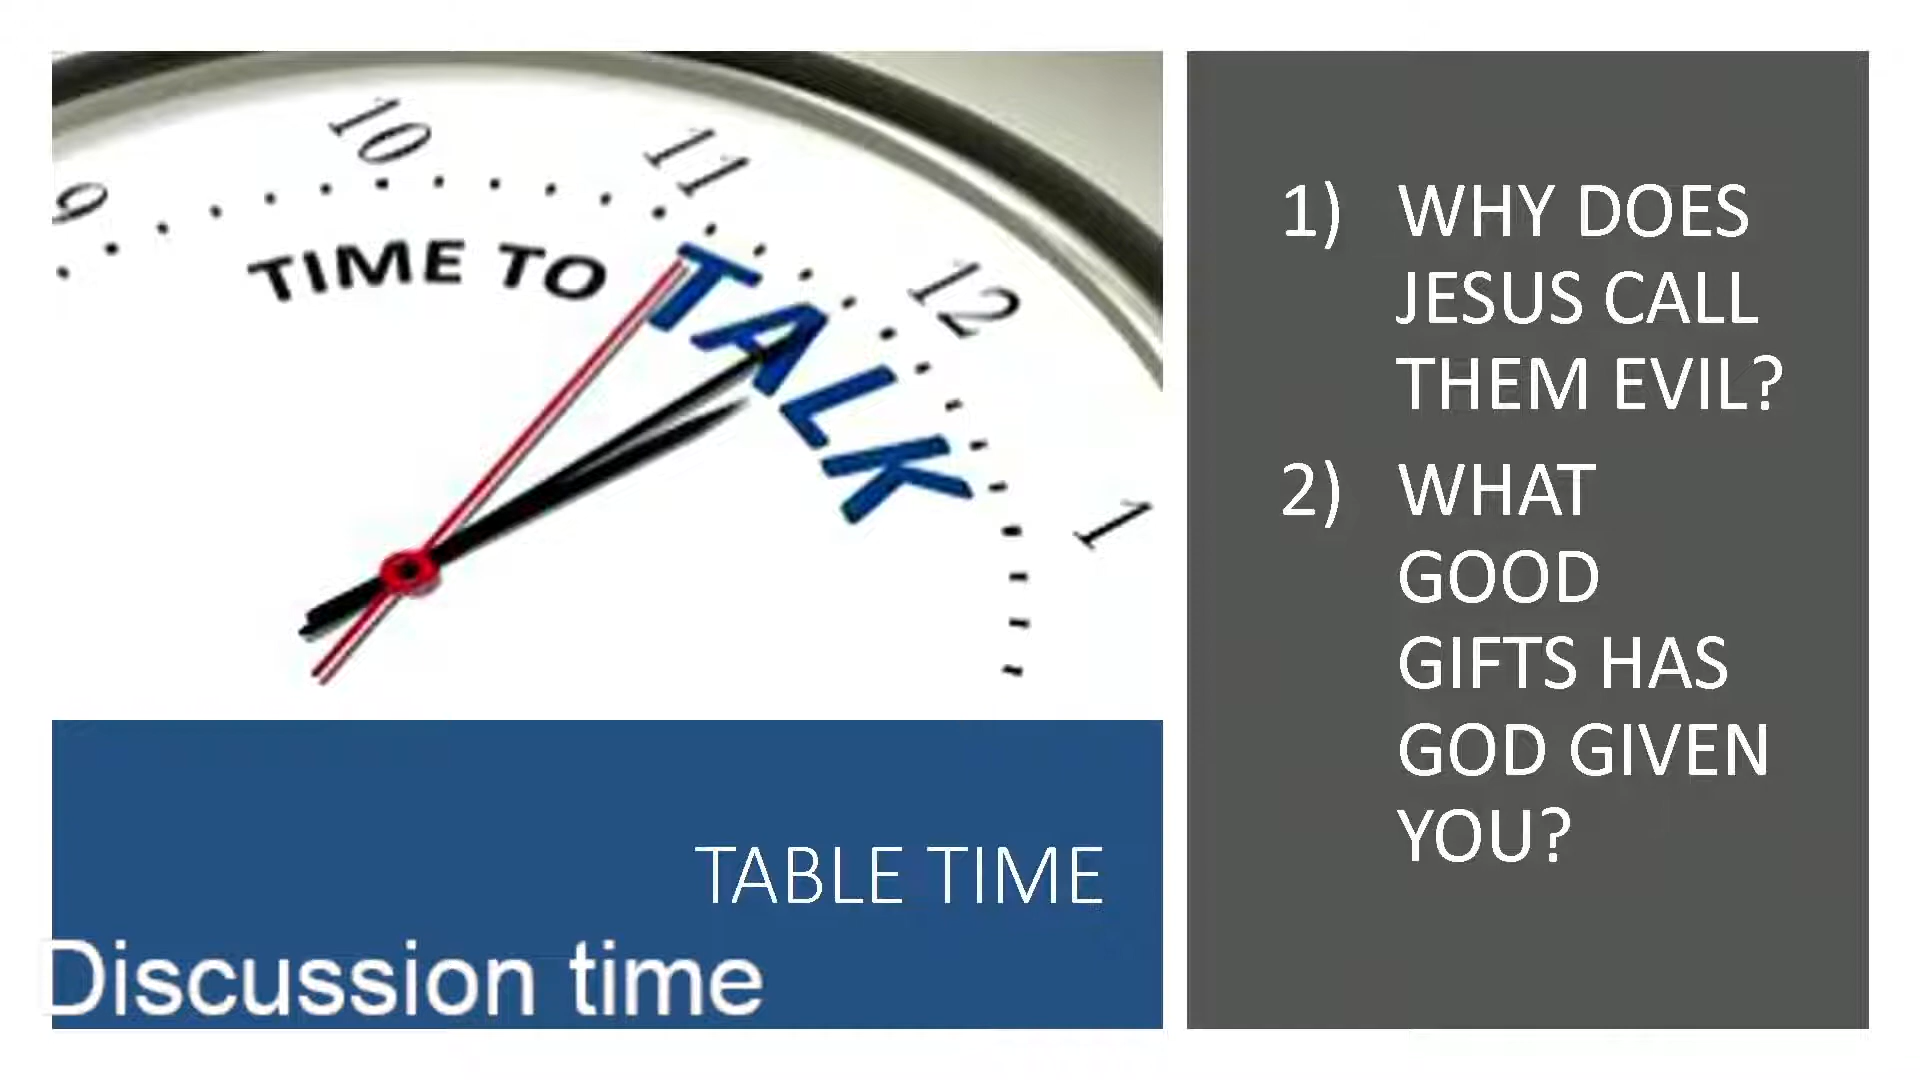 9
10
11
12
1
TIME TO
TALK
TABLE TIME
Discussion time
1) WHY DOES
JESUS CALL
THEM EVIL?
2) WHAT
GOOD
GIFTS HAS
GOD GIVEN
YOU?